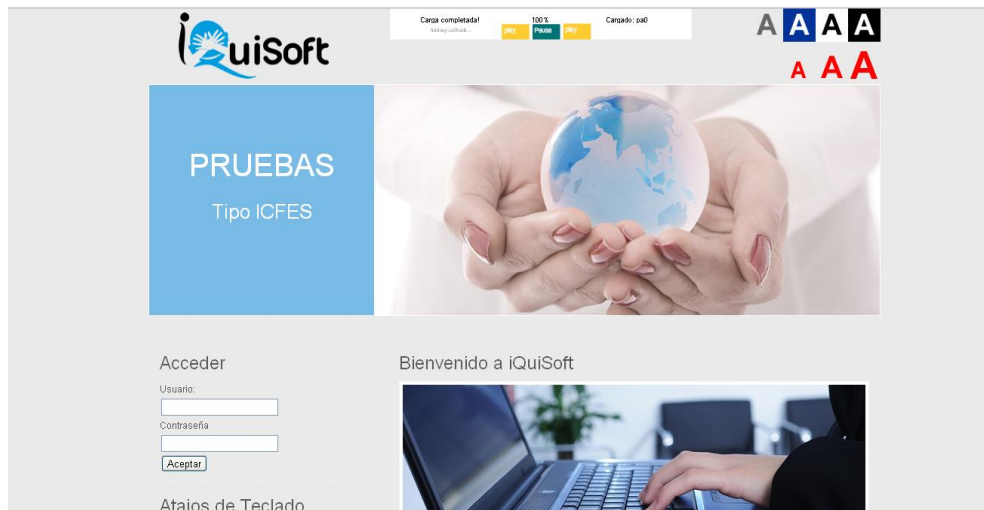 iQuiSoft
Carga completada! 100 % Cargado: pa0
play Pause play
A A A A
A A A
PRUEBAS
Tipo ICFES
Acceder
Usuario:
Contraseña
Aceptar
Atajos de Teclado
Bienvenido a iQuiSoft